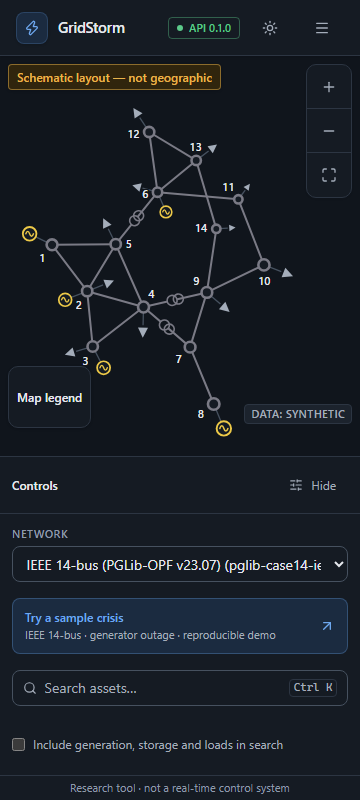 GridStorm
API 0.1.0
Schematic layout — not geographic
12
13
6
11
14
5
1
2
4
9
10
3
7
8
Map legend
DATA: SYNTHETIC
Controls
Hide
NETWORK
IEEE 14-bus (PGLib-OPF v23.07) (pglib-case14-ie
Try a sample crisis
IEEE 14-bus · generator outage · reproducible demo
Search assets...
Ctrl K
Include generation, storage and loads in search
Research tool · not a real-time control system